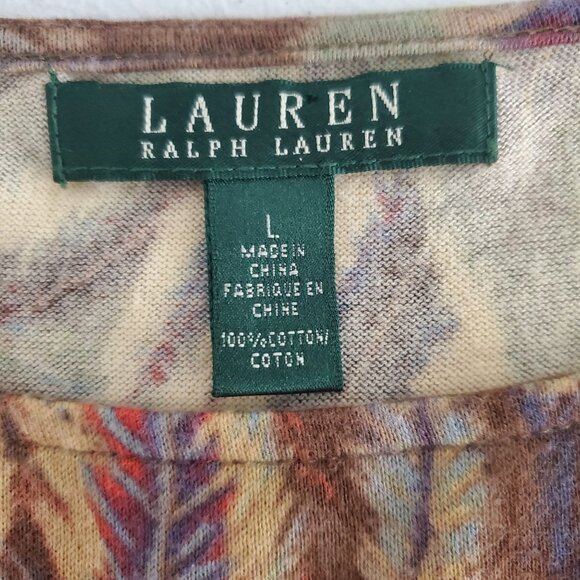 LAUREN
RALPH LAUREN
L
MADE IN
CHINA
FABRIQUE EN
CHINE
100% COTTON/
COTON